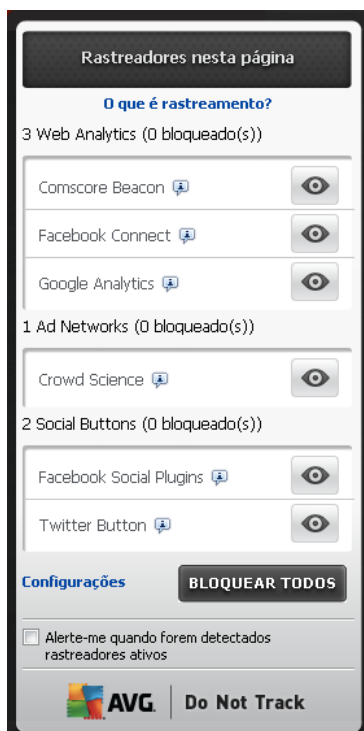 Rastreadores nesta página
O que é rastreamento?
3 Web Analytics (0 bloqueado(s))
Comscore Beacon
Facebook Connect
Google Analytics
1 Ad Networks (0 bloqueado(s))
Crowd Science
2 Social Buttons (0 bloqueado(s))
Facebook Social Plugins
Twitter Button
Configurações BLOQUEAR TODOS
Alerte-me quando forem detectados
rastreadores ativos
AVG. Do Not Track